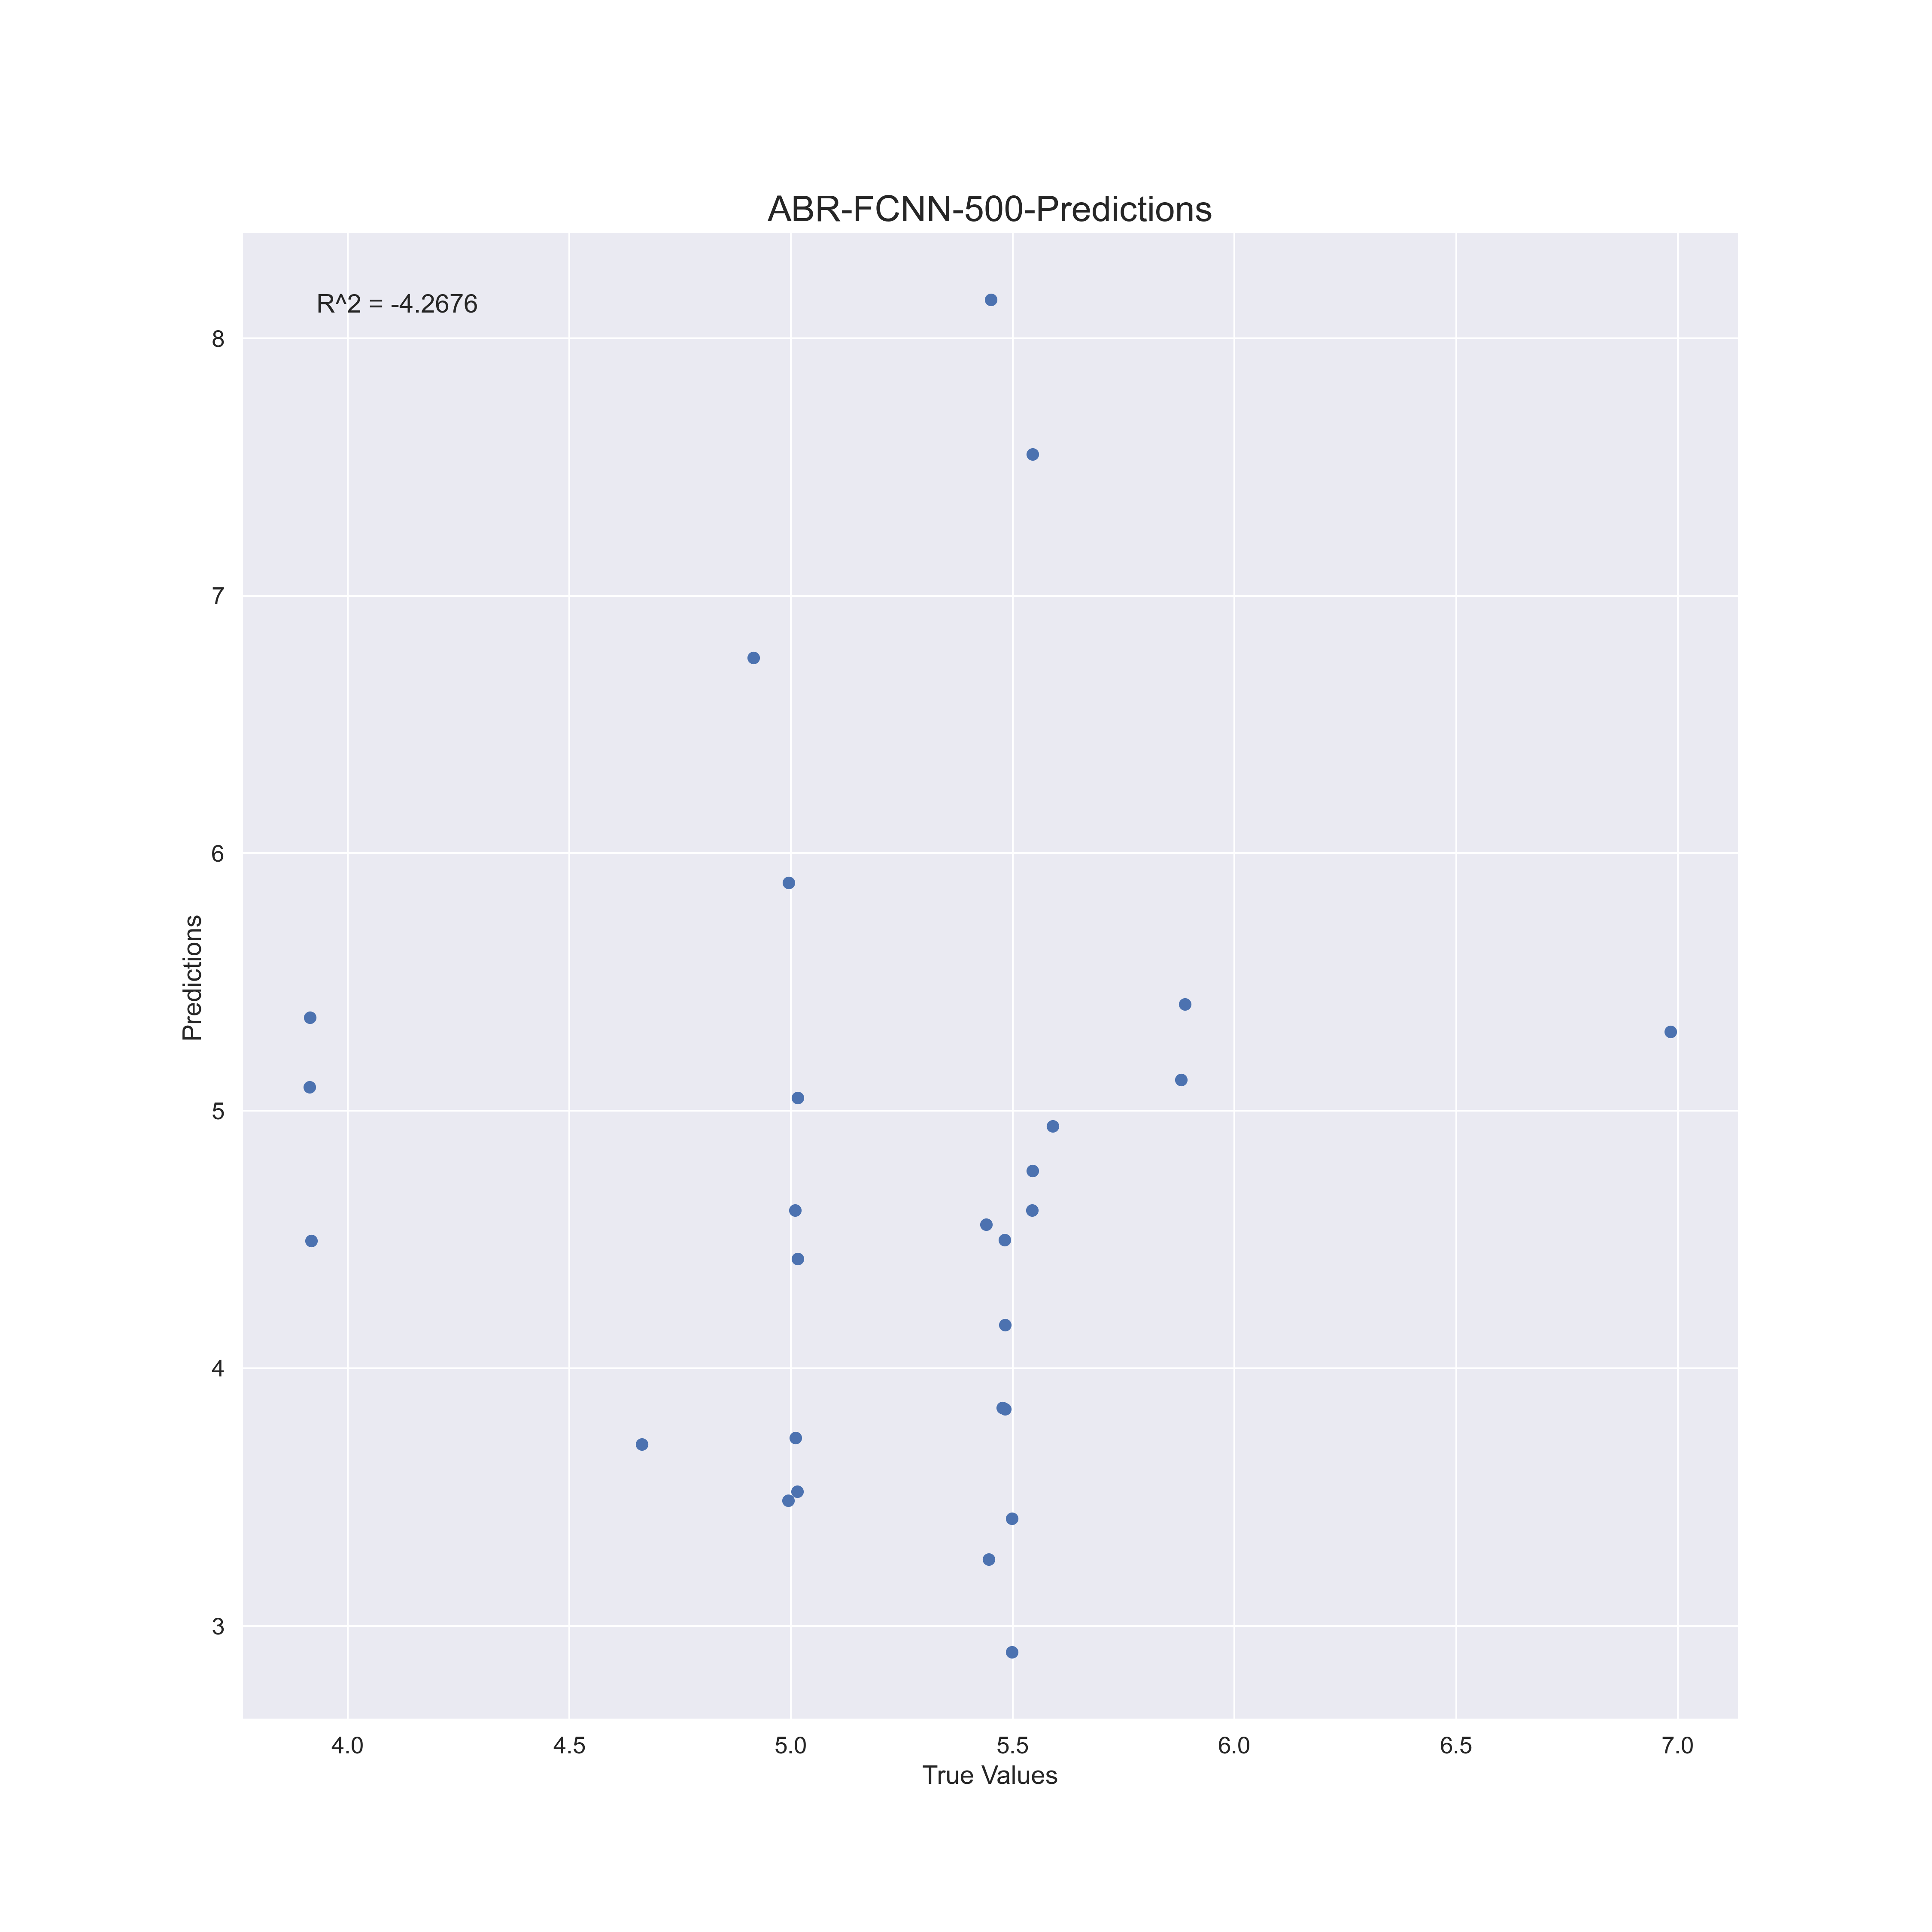 ABR-FCNN-500-Predictions
R^2 = -4.2676
8
7
6
5
4
3
Predictions
4.0 4.5 5.0 5.5 6.0 6.5 7.0
True Values